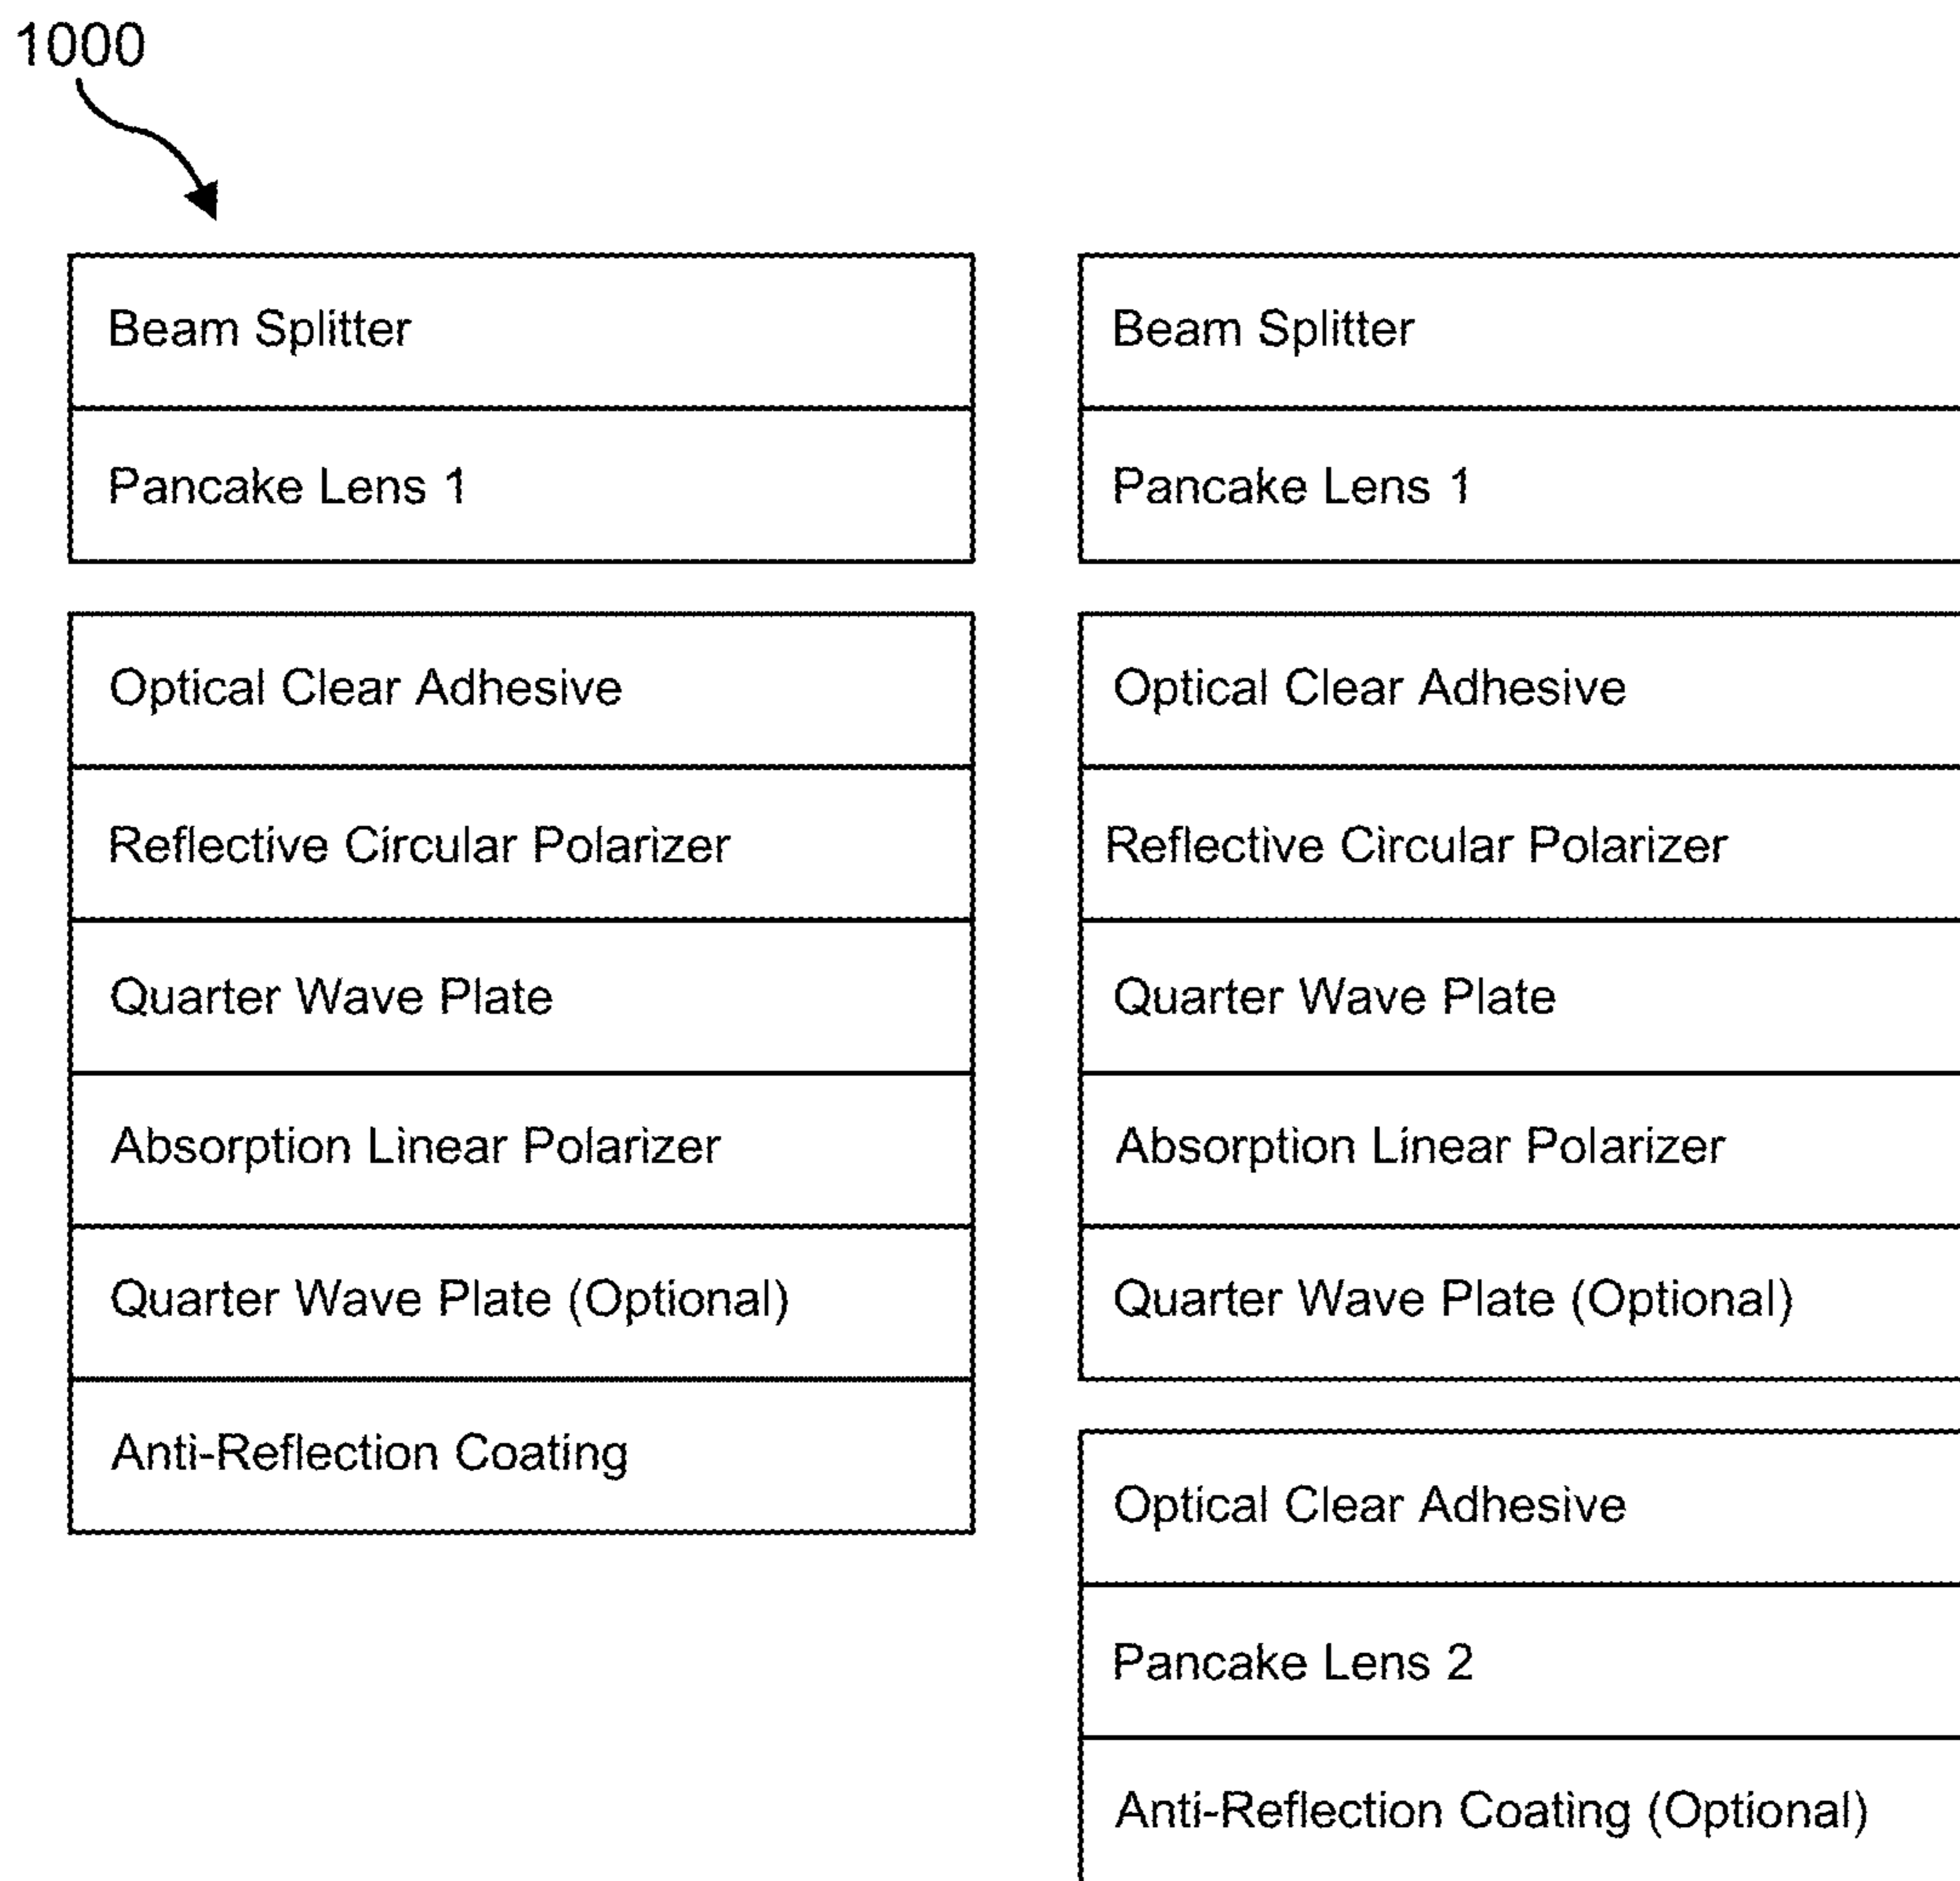 1000
Beam Splitter
Pancake Lens 1
Optical Clear Adhesive
Reflective Circular Polarizer
Quarter Wave Plate
Absorption Linear Polarizer
Quarter Wave Plate (Optional)
Anti-Reflection Coating
Beam Splitter
Pancake Lens 1
Optical Clear Adhesive
Reflective Circular Polarizer
Quarter Wave Plate
Absorption Linear Polarizer
Quarter Wave Plate (Optional)
Optical Clear Adhesive
Pancake Lens 2
Anti-Reflection Coating (Optional)